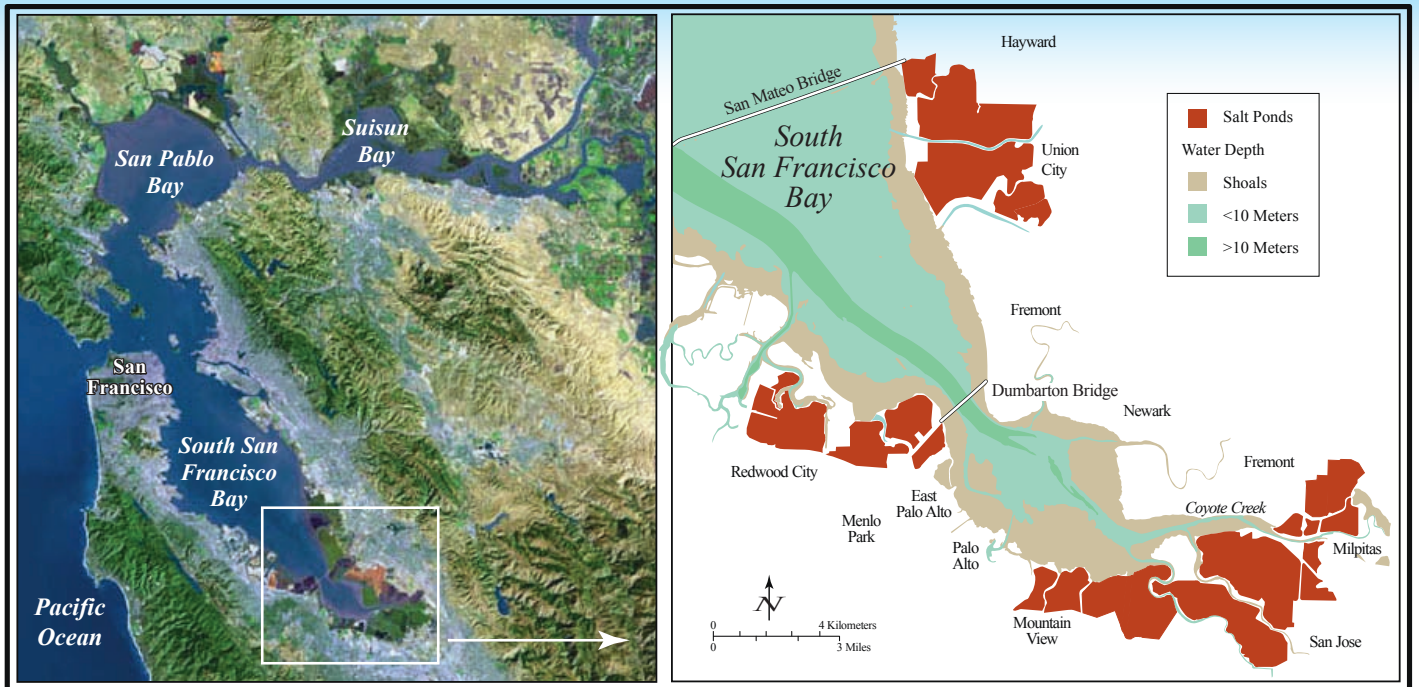 San Pablo
Bay
Suisun
Bay
San
Francisco
South San
Francisco
Bay
Pacific
Ocean
Hayward
San Mateo Bridge
South
San Francisco
Bay
Union
City
Salt Ponds
Water Depth
Shoals
<10 Meters
>10 Meters
Fremont
Dumbarton Bridge
Newark
Redwood City
Fremont
East
Palo Alto
Menlo
Park
Coyote Creek
Palo
Alto
Milpitas
N
0 4 Kilometers
0 3 Miles
Mountain
View
San Jose